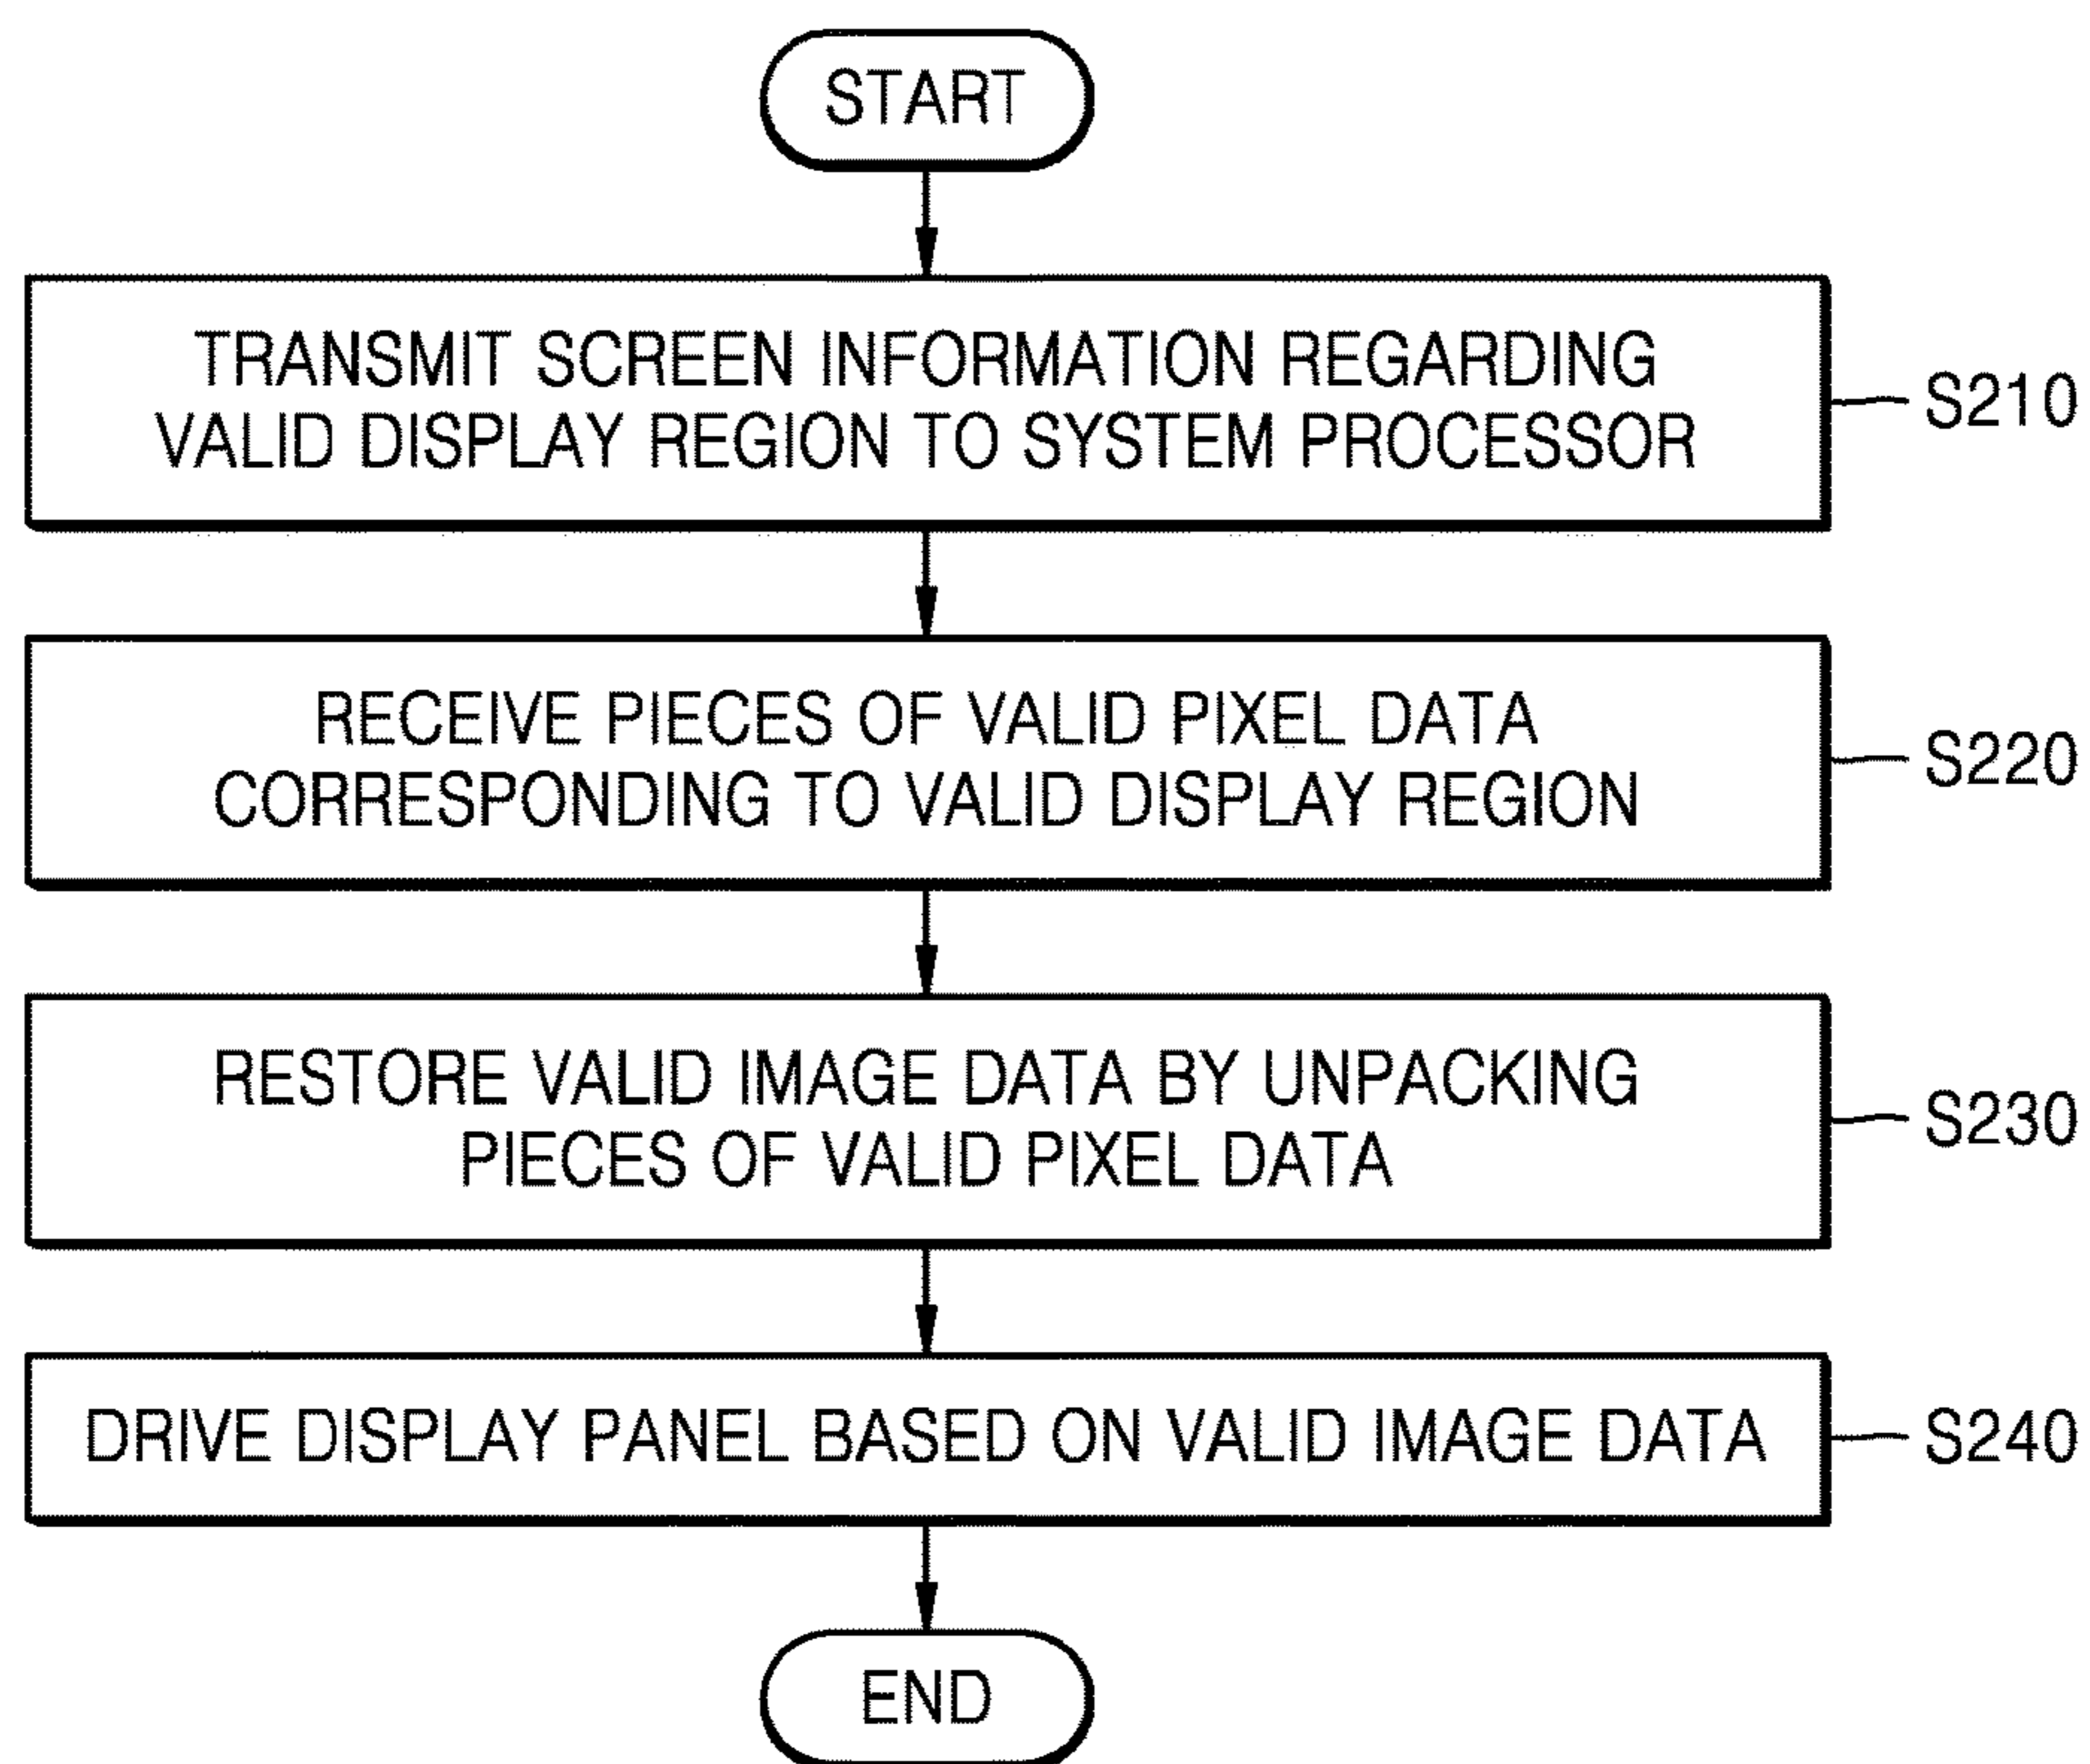 START
TRANSMIT SCREEN INFORMATION REGARDING
VALID DISPLAY REGION TO SYSTEM PROCESSOR
S210
RECEIVE PIECES OF VALID PIXEL DATA
CORRESPONDING TO VALID DISPLAY REGION
S220
RESTORE VALID IMAGE DATA BY UNPACKING
PIECES OF VALID PIXEL DATA
S230
DRIVE DISPLAY PANEL BASED ON VALID IMAGE DATA
S240
END